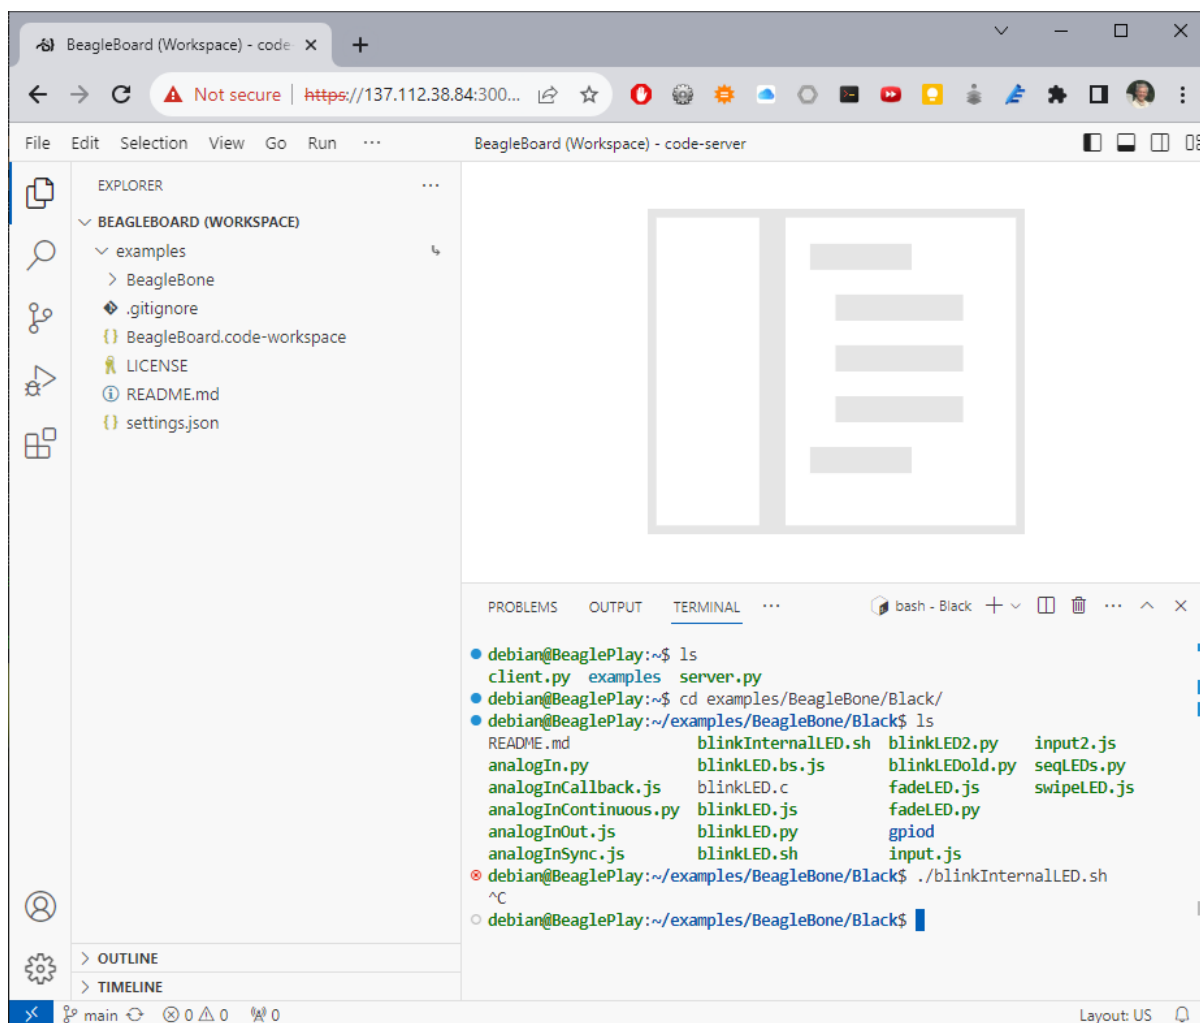 BeagleBoard (Workspace) - code-
Not secure | https://137.112.38.84:300...
File Edit Selection View Go Run ... BeagleBoard (Workspace) - code-server
EXPLORER
BEAGLEBOARD (WORKSPACE)
examples
BeagleBone
.gitignore
{} BeagleBoard.code-workspace
LICENSE
README.md
{} settings.json
OUTLINE
TIMELINE
PROBLEMS OUTPUT TERMINAL ... bash - Black
debian@BeaglePlay:~$ ls
client.py examples server.py
debian@BeaglePlay:~$ cd examples/BeagleBone/Black/
debian@BeaglePlay:~/examples/BeagleBone/Black$ ls
README.md blinkInternalLED.sh blinkLED2.py input2.js
analogIn.py blinkLED.bs.js blinkLEDold.py seqLEDs.py
analogInCallback.js blinkLED.c fadeLED.js swipeLED.js
analogInContinuous.py blinkLED.js fadeLED.py
analogInOut.js blinkLED.py gpiod
analogInSync.js blinkLED.sh input.js
debian@BeaglePlay:~/examples/BeagleBone/Black$ ./blinkInternalLED.sh
^C
debian@BeaglePlay:~/examples/BeagleBone/Black$
main 0 0 0 Layout: US